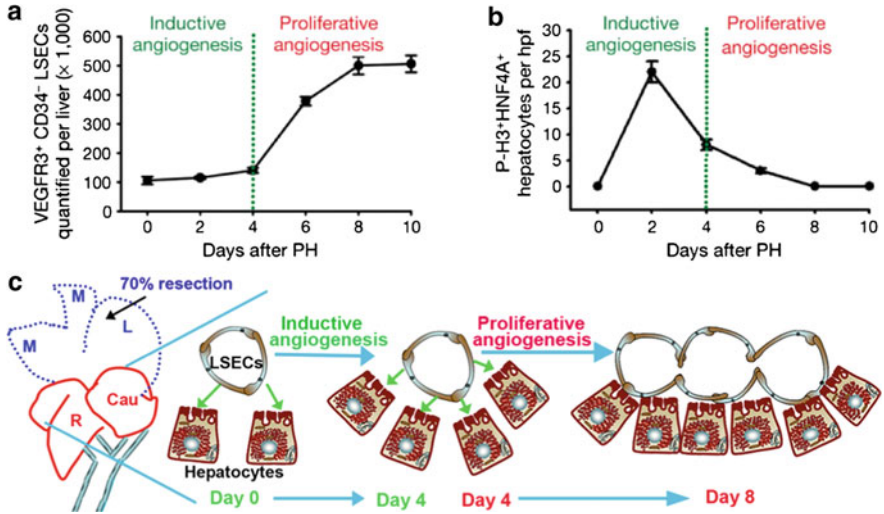 a
Inductive
angiogenesis
Proliferative
angiogenesis
VEGFR3⁺ CD34⁻ LSECs
quantified per liver (× 1,000)
600
500
400
300
200
100
0
0 2 4 6 8 10
Days after PH
b
Inductive
angiogenesis
Proliferative
angiogenesis
P-H3⁺HNF4A⁺
hepatocytes per hpf
30
25
20
15
10
5
0
0 2 4 6 8 10
Days after PH
c
70% resection
M
M
L
R
Cau
LSECs
Hepatocytes
Inductive
angiogenesis
Proliferative
angiogenesis
Day 0
Day 4
Day 4
Day 8